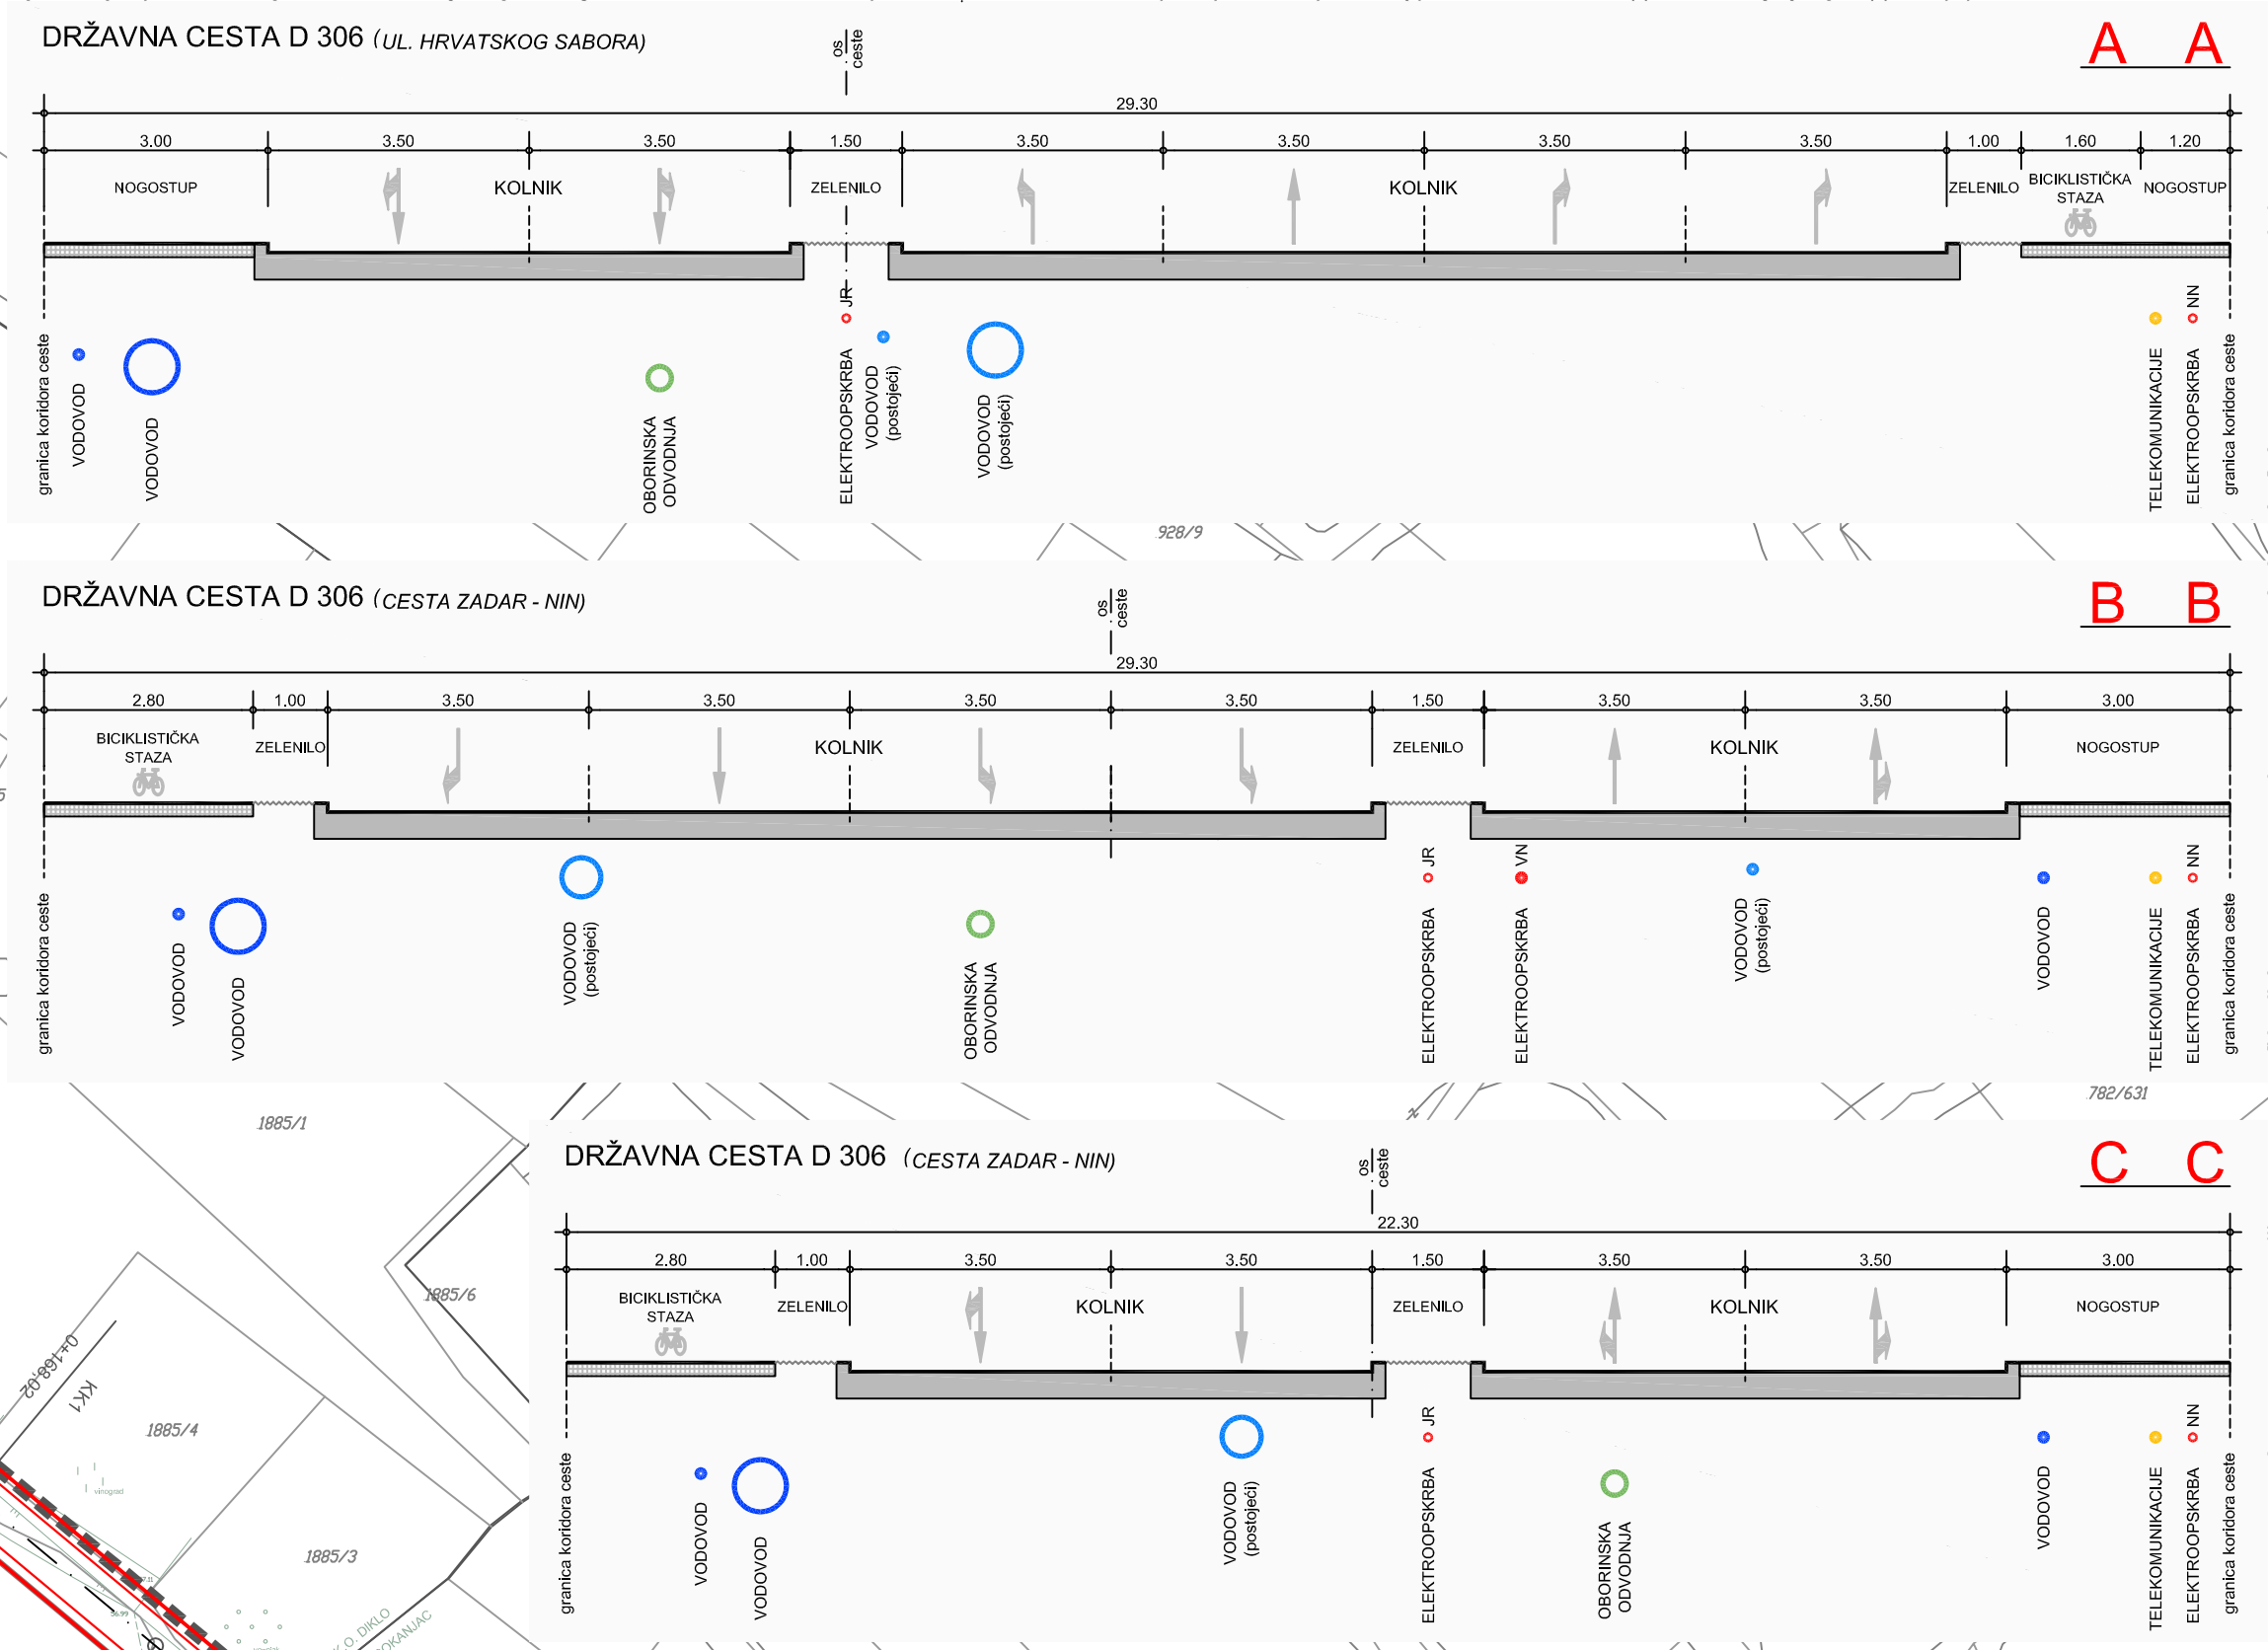 DRŽAVNA CESTA D 306 (UL. HRVATSKOG SABORA)
os
ceste
A A
29.30
3.00 3.50 3.50 1.50 3.50 3.50 3.50 3.50 1.00 1.60 1.20
NOGOSTUP KOLNIK ZELENILO KOLNIK ZELENILO BICIKLISTIČKA STAZA NOGOSTUP
granica koridora ceste
VODOVOD
VODOVOD
OBORINSKA
ODVODNJA
ELEKTROOPSKRBA JR
VODOVOD
(postojeći)
VODOVOD
(postojeći)
TELEKOMUNIKACIJE
ELEKTROOPSKRBA NN
granica koridora ceste
928/9
DRŽAVNA CESTA D 306 (CESTA ZADAR - NIN)
os
ceste
B B
29.30
2.80 1.00 3.50 3.50 3.50 3.50 1.50 3.50 3.50 3.00
BICIKLISTIČKA STAZA ZELENILO KOLNIK ZELENILO KOLNIK NOGOSTUP
granica koridora ceste
VODOVOD
VODOVOD
VODOVOD
(postojeći)
OBORINSKA
ODVODNJA
ELEKTROOPSKRBA JR
ELEKTROOPSKRBA VN
VODOVOD
(postojeći)
VODOVOD
TELEKOMUNIKACIJE
ELEKTROOPSKRBA NN
granica koridora ceste
782/631
1885/1
DRŽAVNA CESTA D 306 (CESTA ZADAR - NIN)
os
ceste
C C
22.30
2.80 1.00 3.50 3.50 1.50 3.50 3.50 3.00
BICIKLISTIČKA STAZA ZELENILO KOLNIK ZELENILO KOLNIK NOGOSTUP
granica koridora ceste
VODOVOD
VODOVOD
VODOVOD
(postojeći)
ELEKTROOPSKRBA JR
OBORINSKA
ODVODNJA
VODOVOD
TELEKOMUNIKACIJE
ELEKTROOPSKRBA NN
granica koridora ceste
1885/6
0+168,02
KK1
1885/4
vinograd
1885/3
56.99
K.O. DIKLO